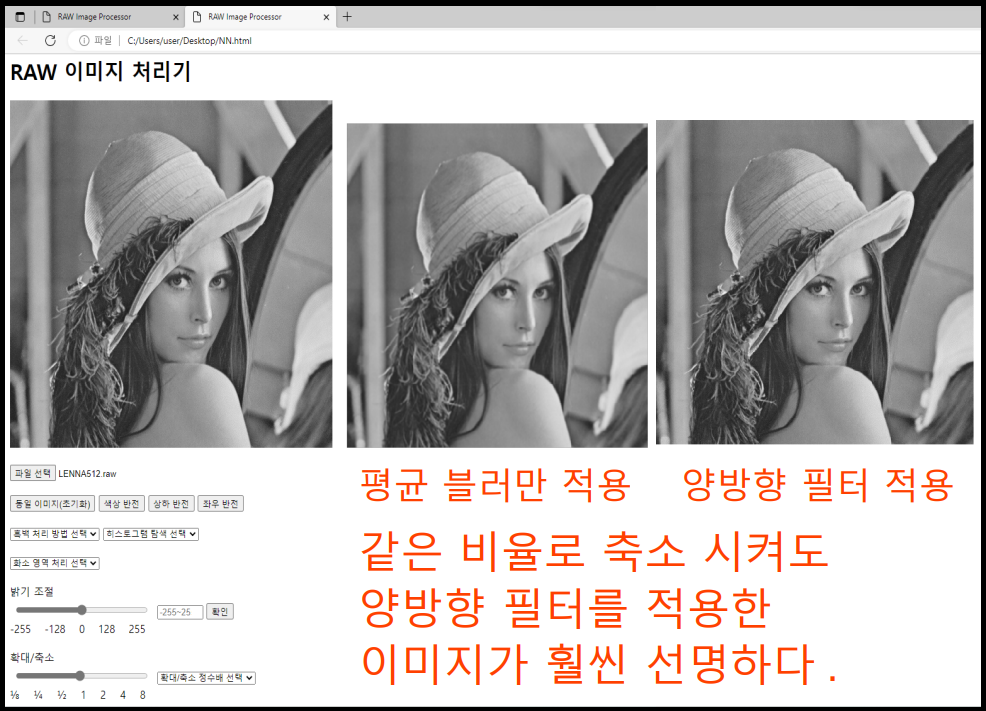 RAW Image Processor
RAW Image Processor
파일
C:/Users/user/Desktop/NN.html
RAW 이미지 처리기
파일 선택 LENNA512.raw
동일 이미지(초기화) 색상 반전 상하 반전 좌우 반전
흑백 처리 방법 선택 히스토그램 탐색 선택
화소 영역 처리 선택
밝기 조절
-255~25 확인
-255 -128 0 128 255
확대/축소
확대/축소 정수배 선택
⅛ ¼ ½ 1 2 4 8
평균 블러만 적용 양방향 필터 적용
같은 비율로 축소 시켜도
양방향 필터를 적용한
이미지가 훨씬 선명하다 .